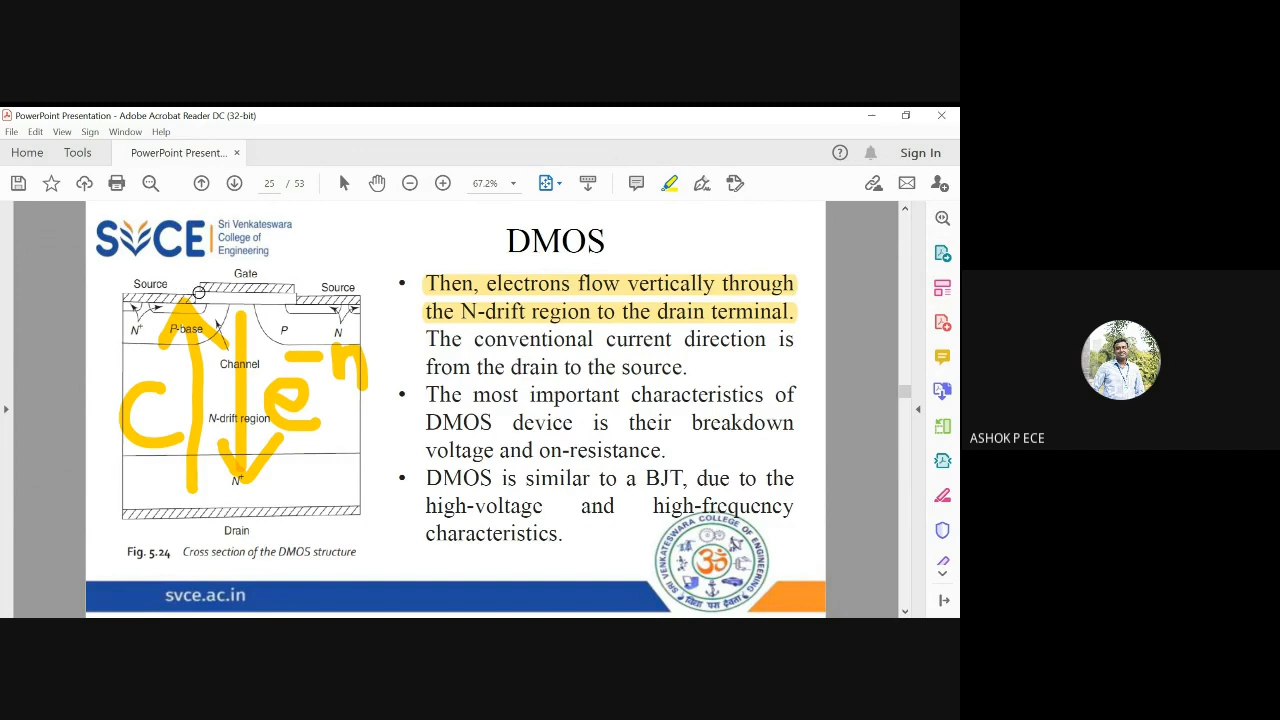 PowerPoint Presentation - Adobe Acrobat Reader DC (32-bit)
File Edit View Sign Window Help
Home Tools PowerPoint Present... × Sign In
25 / 53 67.2%
SVCE Sri Venkateswara
College of
Engineering
DMOS
Gate
Source Source
N+ P-base P N
Channel
N-drift region
N+
Drain
C e−n
Fig. 5.24 Cross section of the DMOS structure
• Then, electrons flow vertically through
the N-drift region to the drain terminal.
The conventional current direction is
from the drain to the source.
• The most important characteristics of
DMOS device is their breakdown
voltage and on-resistance.
• DMOS is similar to a BJT, due to the
high-voltage and high-frequency
characteristics.
SRI VENKATESWARA COLLEGE OF ENGINEERING
ॐ
svce.ac.in
ASHOK P ECE